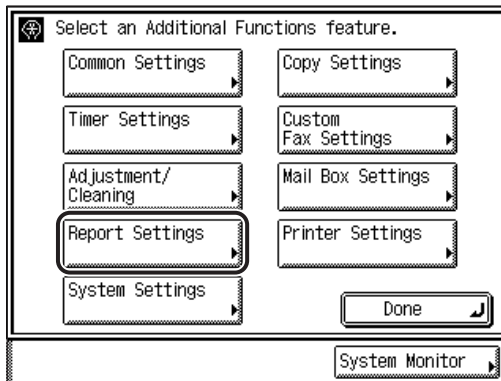 Select an Additional Functions feature.
Common Settings
Copy Settings
Timer Settings
Custom
Fax Settings
Adjustment/
Cleaning
Mail Box Settings
Report Settings
Printer Settings
System Settings
Done
System Monitor